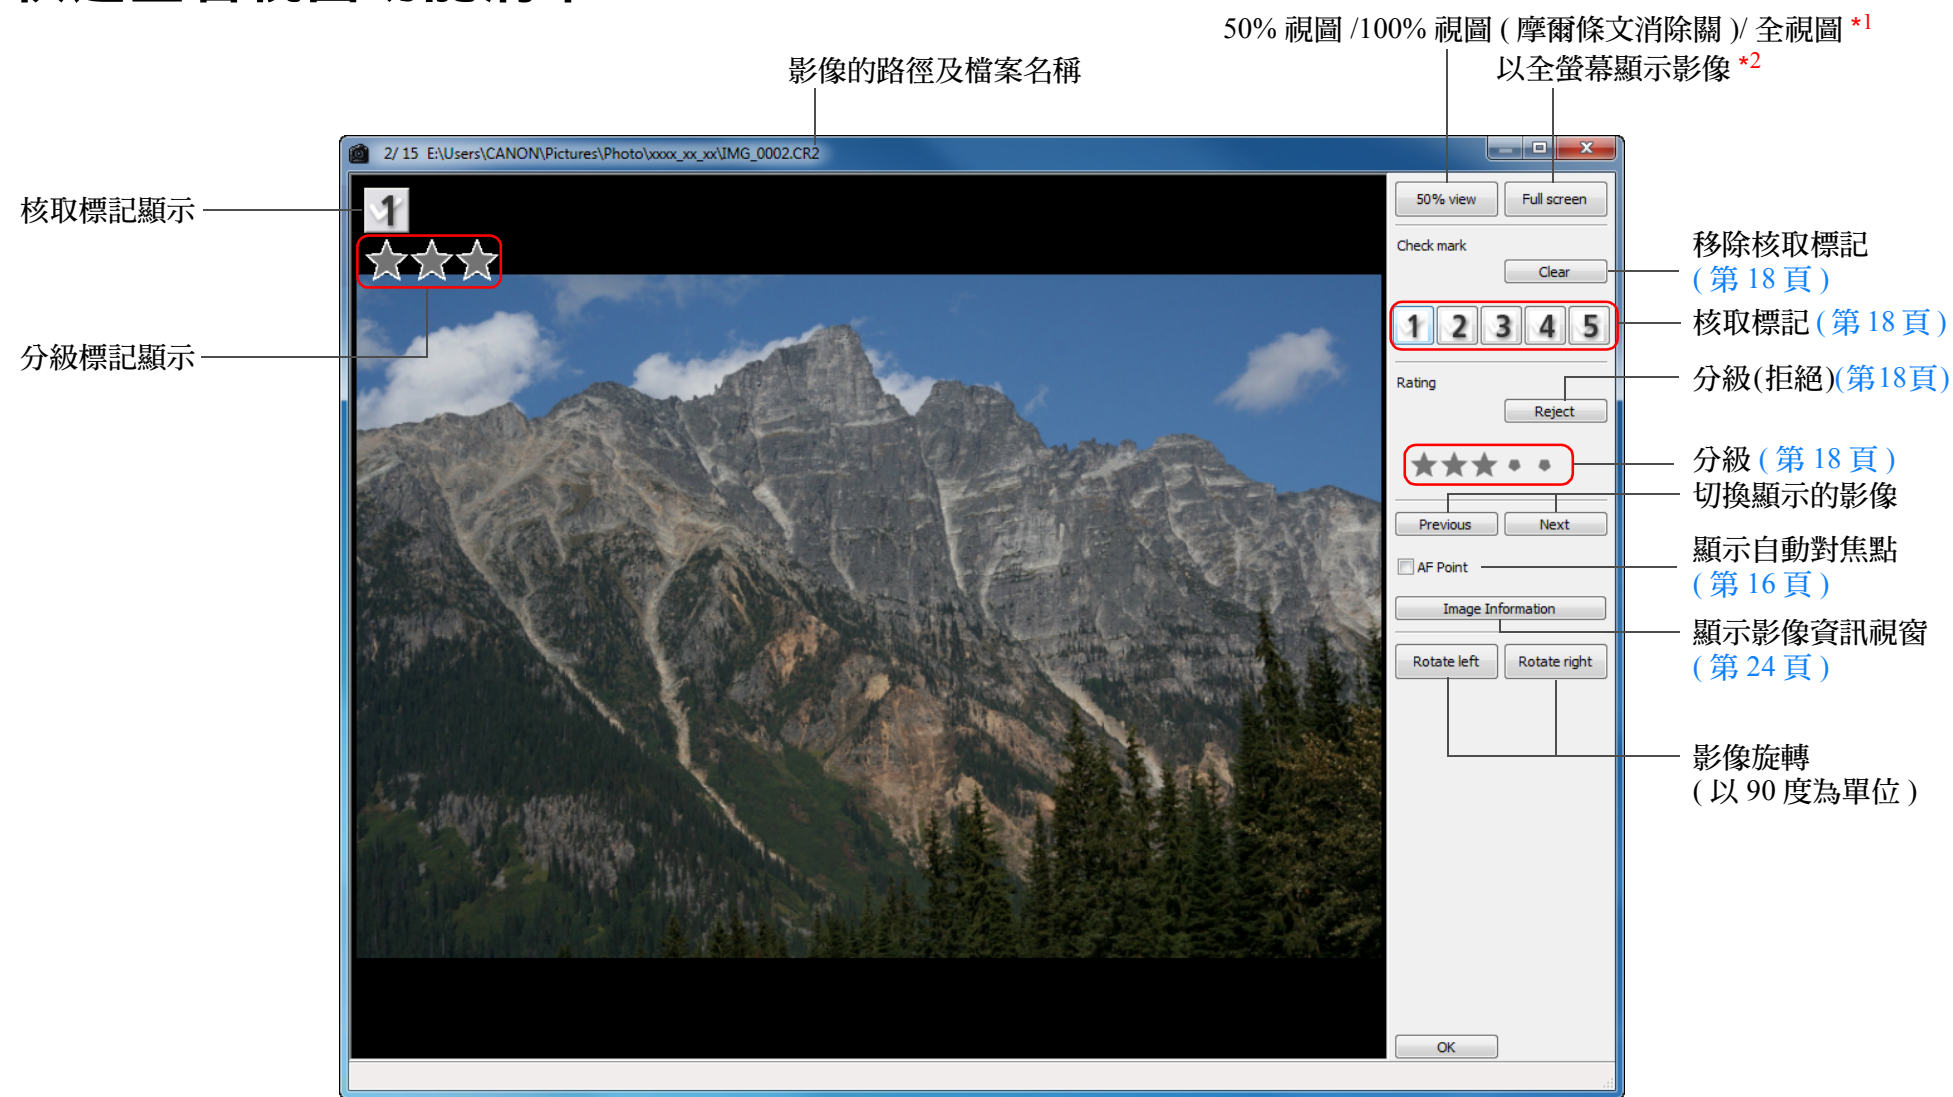 50% 視圖 /100% 視圖 ( 摩爾條文消除關 )/ 全視圖 *1
以全螢幕顯示影像 *2
影像的路徑及檔案名稱
2/ 15 E:\Users\CANON\Pictures\Photo\xxxx_xx_xx\IMG_0002.CR2
核取標記顯示
1
分級標記顯示
50% view
Full screen
Check mark
Clear
移除核取標記
( 第 18 頁 )
1 2 3 4 5
核取標記 ( 第 18 頁 )
Rating
分級(拒絕)(第18頁)
Reject
分級 ( 第 18 頁 )
切換顯示的影像
Previous
Next
AF Point
顯示自動對焦點
( 第 16 頁 )
Image Information
顯示影像資訊視窗
( 第 24 頁 )
Rotate left
Rotate right
影像旋轉
( 以 90 度為單位 )
OK